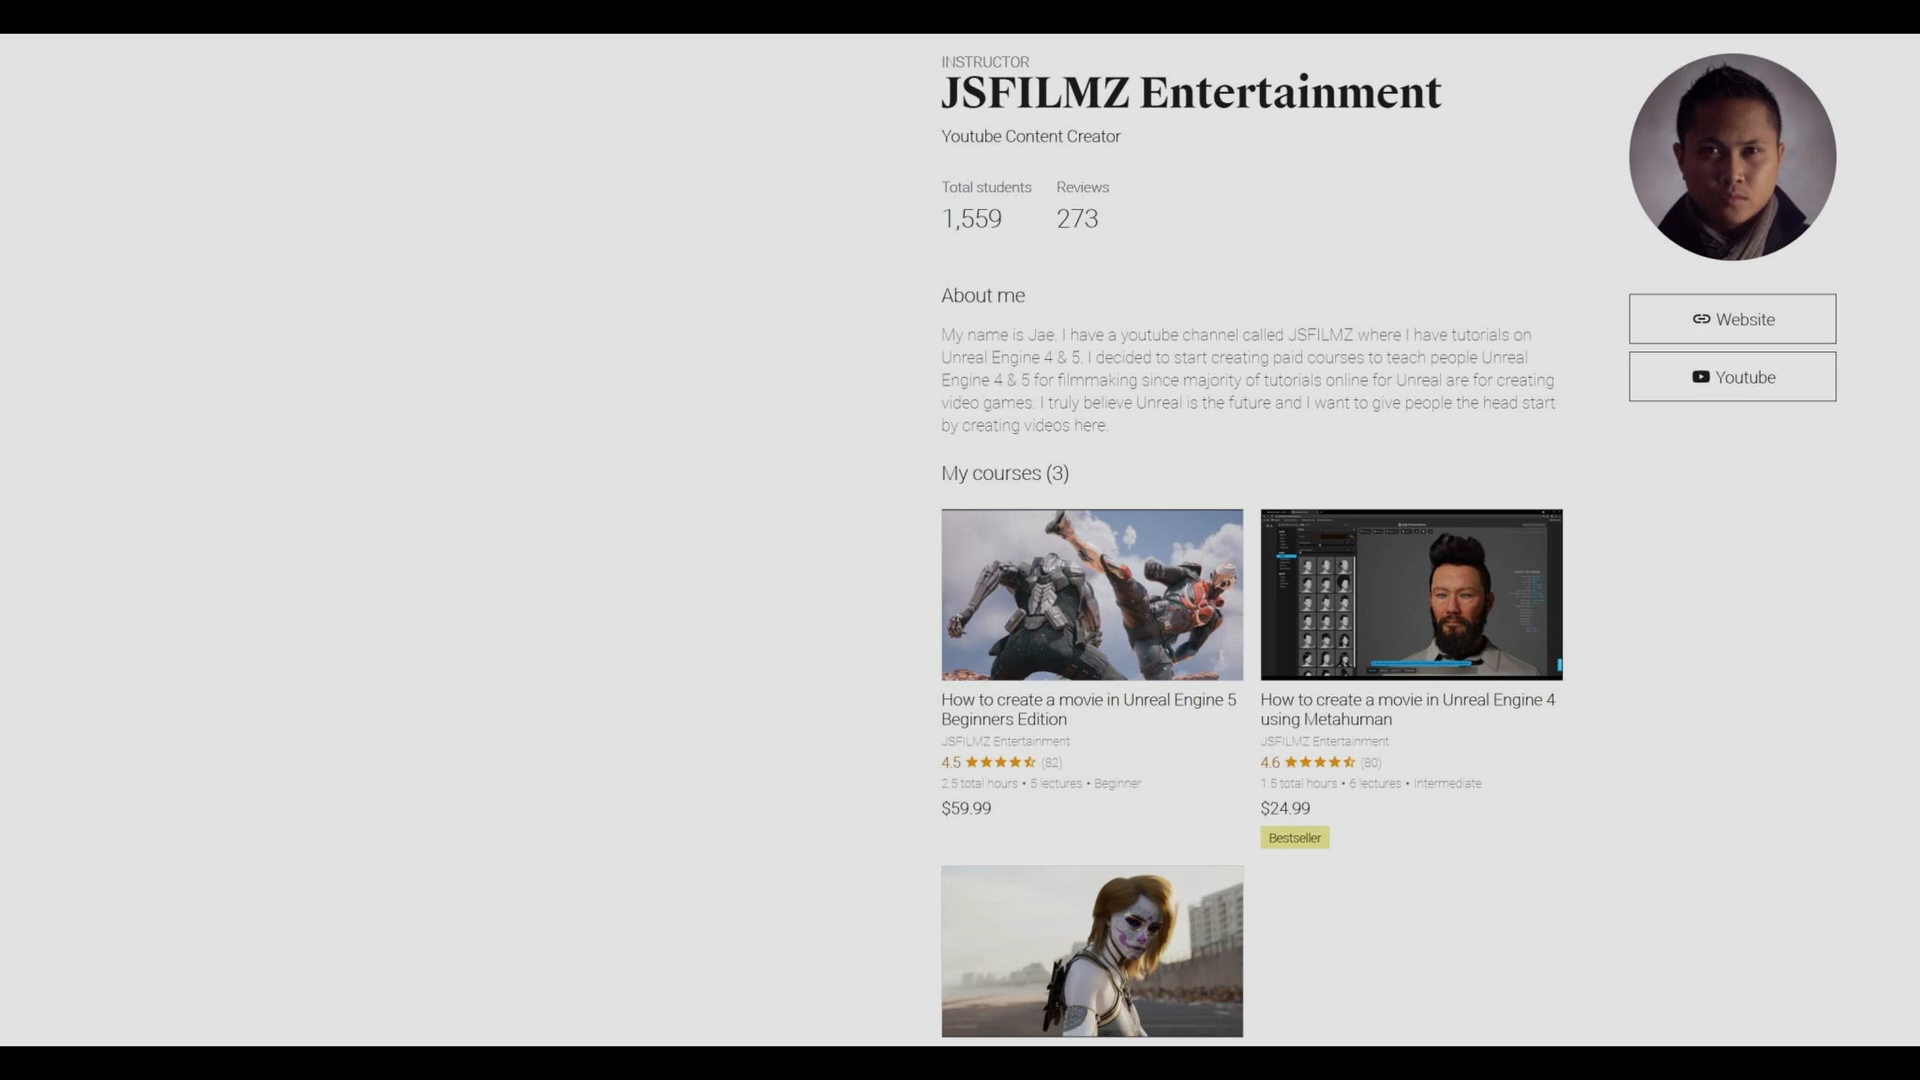 INSTRUCTOR
JSFILMZ Entertainment
Youtube Content Creator
Total students
Reviews
1,559
273
About me
My name is Jae. I have a youtube channel called JSFILMZ where I have tutorials on
Unreal Engine 4 & 5. I decided to start creating paid courses to teach people Unreal
Engine 4 & 5 for filmmaking since majority of tutorials online for Unreal are for creating
video games. I truly believe Unreal is the future and I want to give people the head start
by creating videos here.
Website
Youtube
My courses (3)
How to create a movie in Unreal Engine 5
Beginners Edition
JSFILMZ Entertainment
4.5 (82)
2.5 total hours • 5 lectures • Beginner
$59.99
How to create a movie in Unreal Engine 4
using Metahuman
JSFILMZ Entertainment
4.6 (80)
1.5 total hours • 6 lectures • Intermediate
$24.99
Bestseller